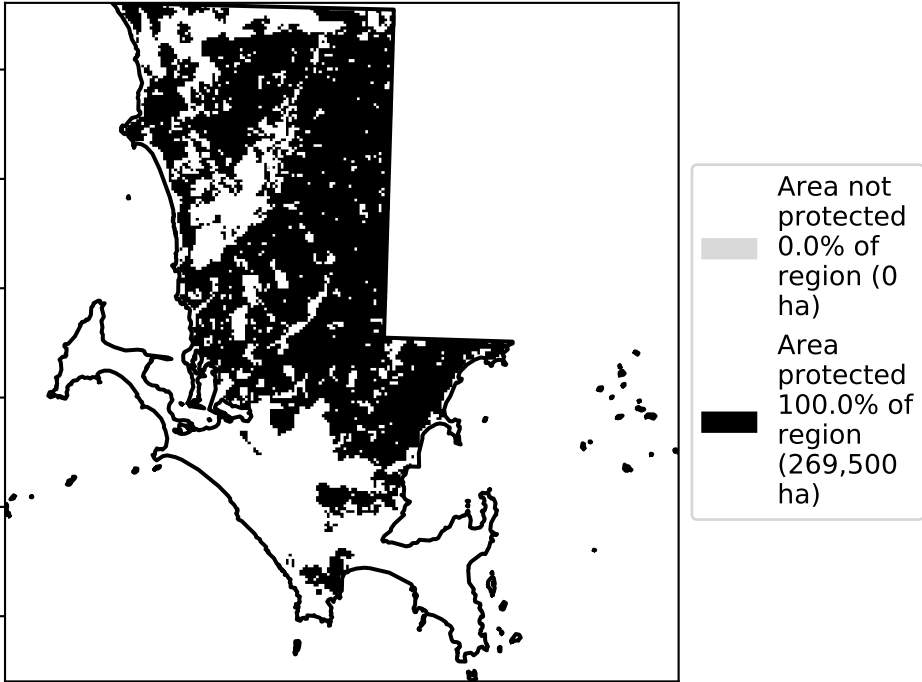 Area not
protected
0.0% of
region (0
ha)
Area
protected
100.0% of
region
(269,500
ha)